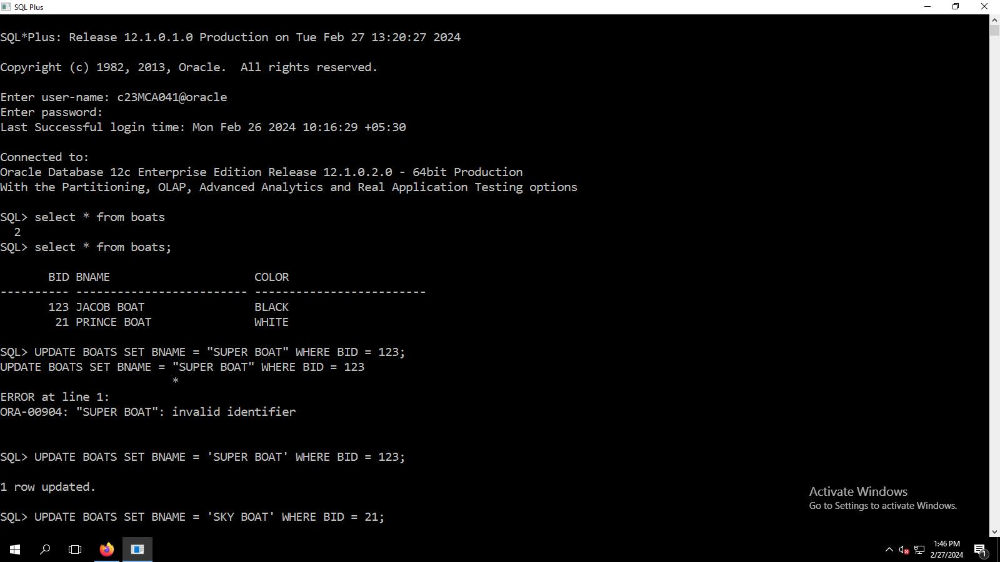 SQL Plus
SQL*Plus: Release 12.1.0.1.0 Production on Tue Feb 27 13:20:27 2024
Copyright (c) 1982, 2013, Oracle.  All rights reserved.
Enter user-name: c23MCA041@oracle
Enter password:
Last Successful login time: Mon Feb 26 2024 10:16:29 +05:30
Connected to:
Oracle Database 12c Enterprise Edition Release 12.1.0.2.0 - 64bit Production
With the Partitioning, OLAP, Advanced Analytics and Real Application Testing options
SQL> select * from boats
  2
SQL> select * from boats;
       BID BNAME                     COLOR
---------- ------------------------- -------------------------
       123 JACOB BOAT                BLACK
        21 PRINCE BOAT               WHITE
SQL> UPDATE BOATS SET BNAME = "SUPER BOAT" WHERE BID = 123;
UPDATE BOATS SET BNAME = "SUPER BOAT" WHERE BID = 123
                         *
ERROR at line 1:
ORA-00904: "SUPER BOAT": invalid identifier
SQL> UPDATE BOATS SET BNAME = 'SUPER BOAT' WHERE BID = 123;
1 row updated.
SQL> UPDATE BOATS SET BNAME = 'SKY BOAT' WHERE BID = 21;
Activate Windows
Go to Settings to activate Windows.
1:46 PM
2/27/2024
1